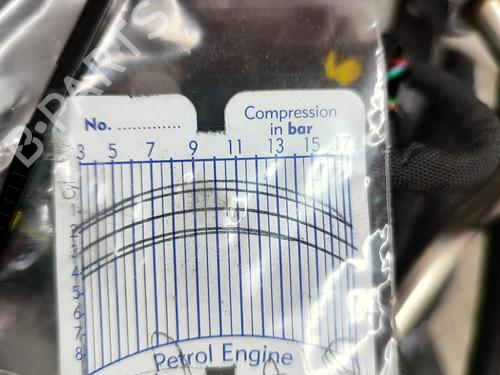 B-PARTS
No. ................
Compression
in bar
3 5 7 9 11 13 15 17
Cyl
1
2
3
4
5
6
7
8
Petrol Engine